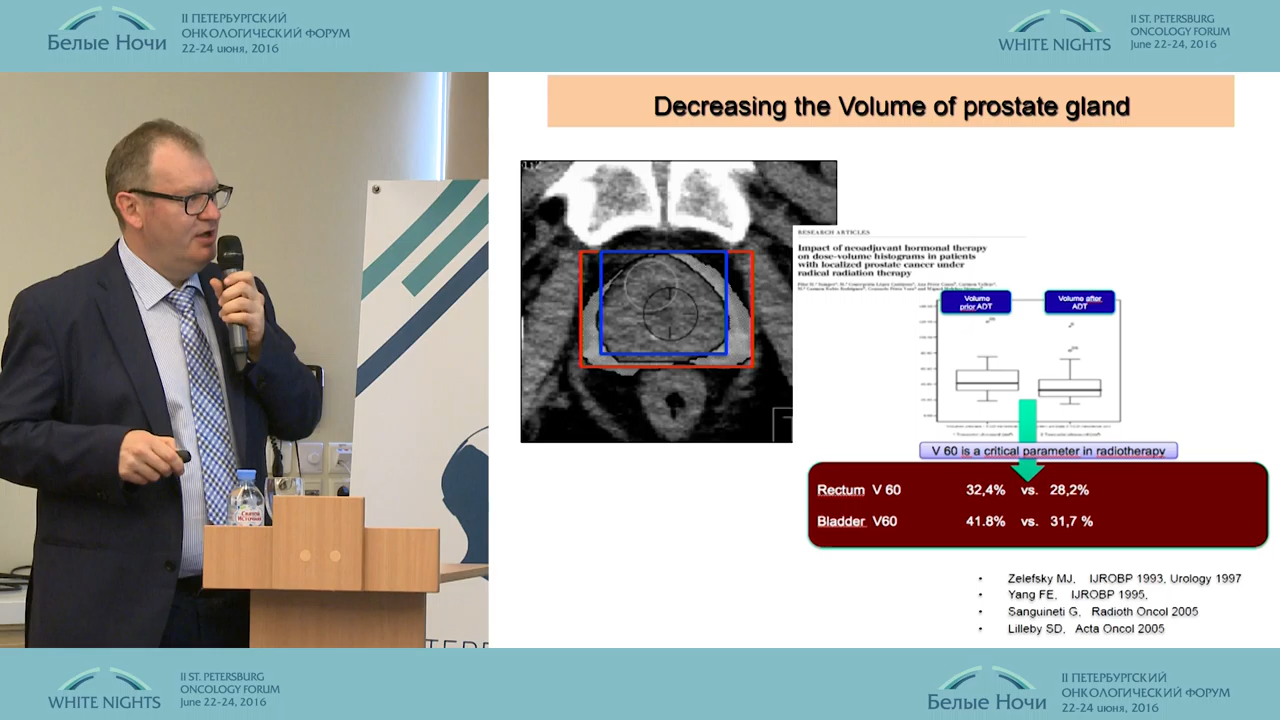 Белые Ночи
II ПЕТЕРБУРГСКИЙ
ОНКОЛОГИЧЕСКИЙ ФОРУМ
22-24 июня, 2016
WHITE NIGHTS
II ST. PETERSBURG
ONCOLOGY FORUM
June 22-24, 2016
Decreasing the Volume of prostate gland
RESEARCH ARTICLES
Impact of neoadjuvant hormonal therapy
on dose-volume histograms in patients
with localized prostate cancer under
radical radiation therapy
Volume
prior ADT
Volume after
ADT
V 60 is a critical parameter in radiotherapy
Rectum V 60 32,4% vs. 28,2%
Bladder V60 41.8% vs. 31,7 %
• Zelefsky MJ, IJROBP 1993, Urology 1997
• Yang FE, IJROBP 1995,
• Sanguineti G, Radioth Oncol 2005
• Lilleby SD, Acta Oncol 2005
Святой
Источник
WHITE NIGHTS
II ST. PETERSBURG
ONCOLOGY FORUM
June 22-24, 2016
Белые Ночи
II ПЕТЕРБУРГСКИЙ
ОНКОЛОГИЧЕСКИЙ ФОРУМ
22-24 июня, 2016